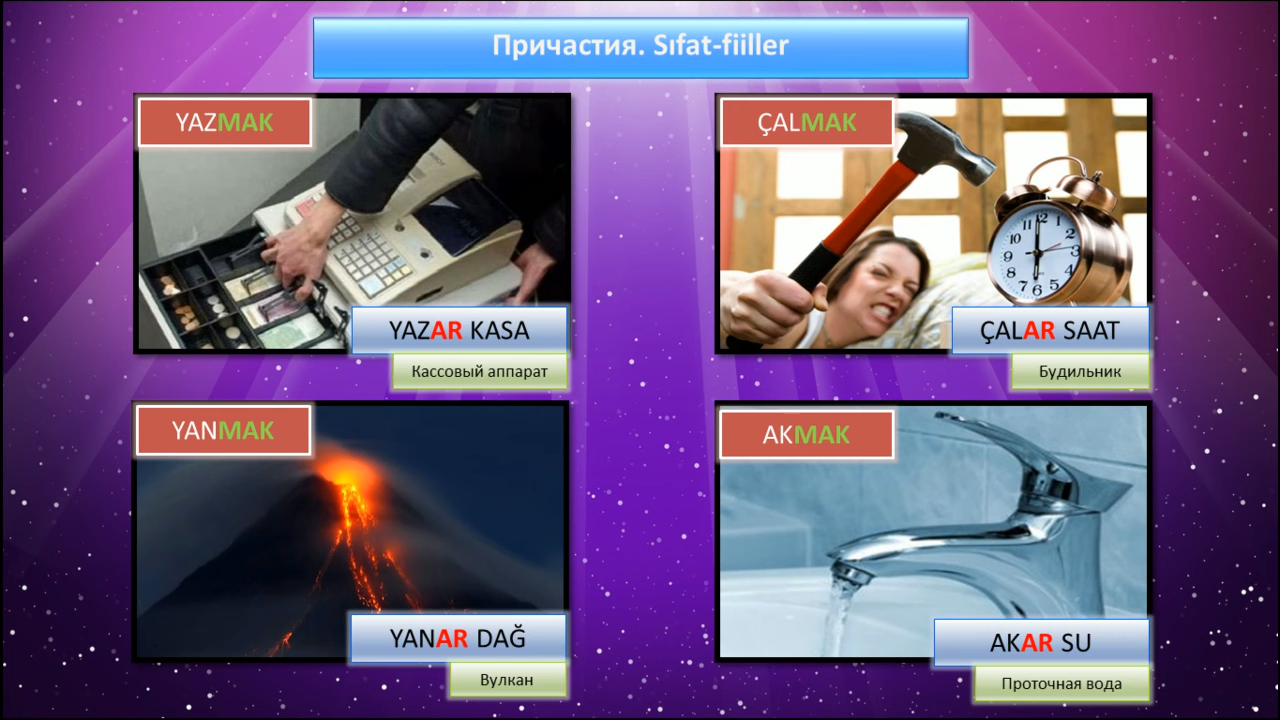 Причастия. Sıfat-fiiller
YAZMAK
YAZAR KASA
Кассовый аппарат
ÇALMAK
ÇALAR SAAT
Будильник
YANMAK
YANAR DAĞ
Вулкан
AKMAK
AKAR SU
Проточная вода